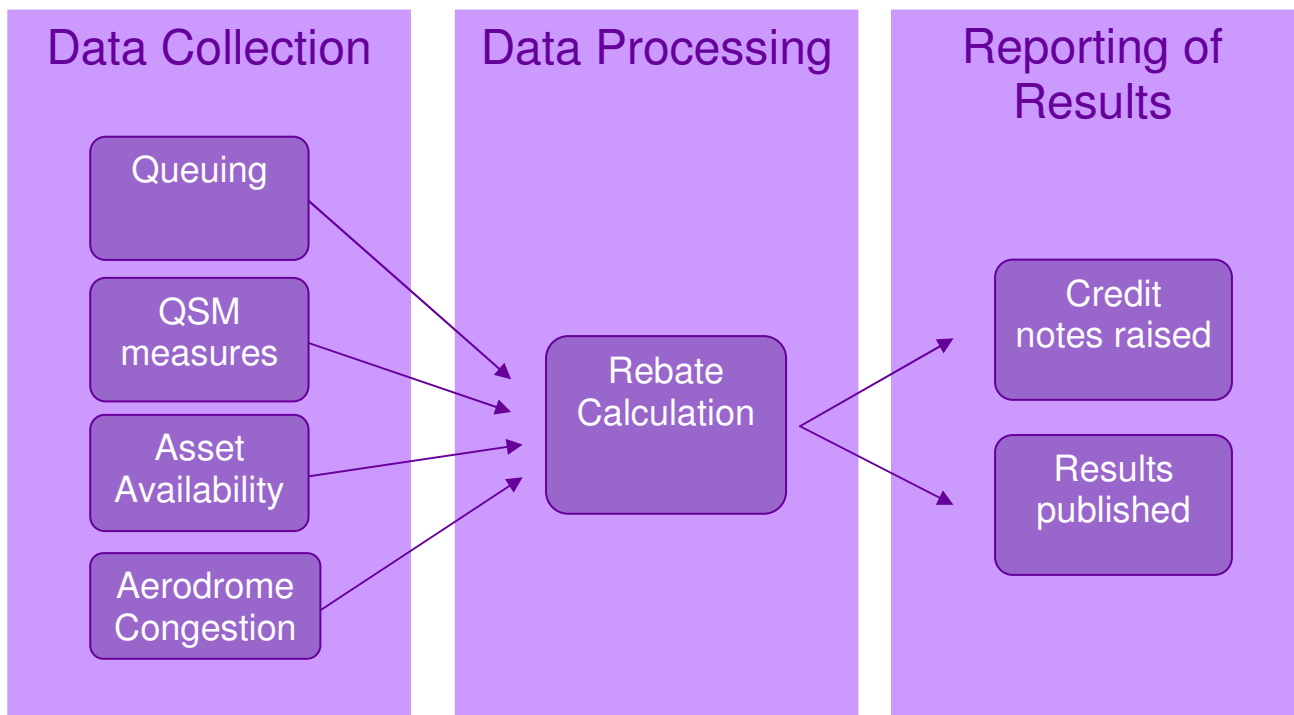 Data Collection
Queuing
QSM
measures
Asset
Availability
Aerodrome
Congestion
Data Processing
Rebate
Calculation
Reporting of
Results
Credit
notes raised
Results
published